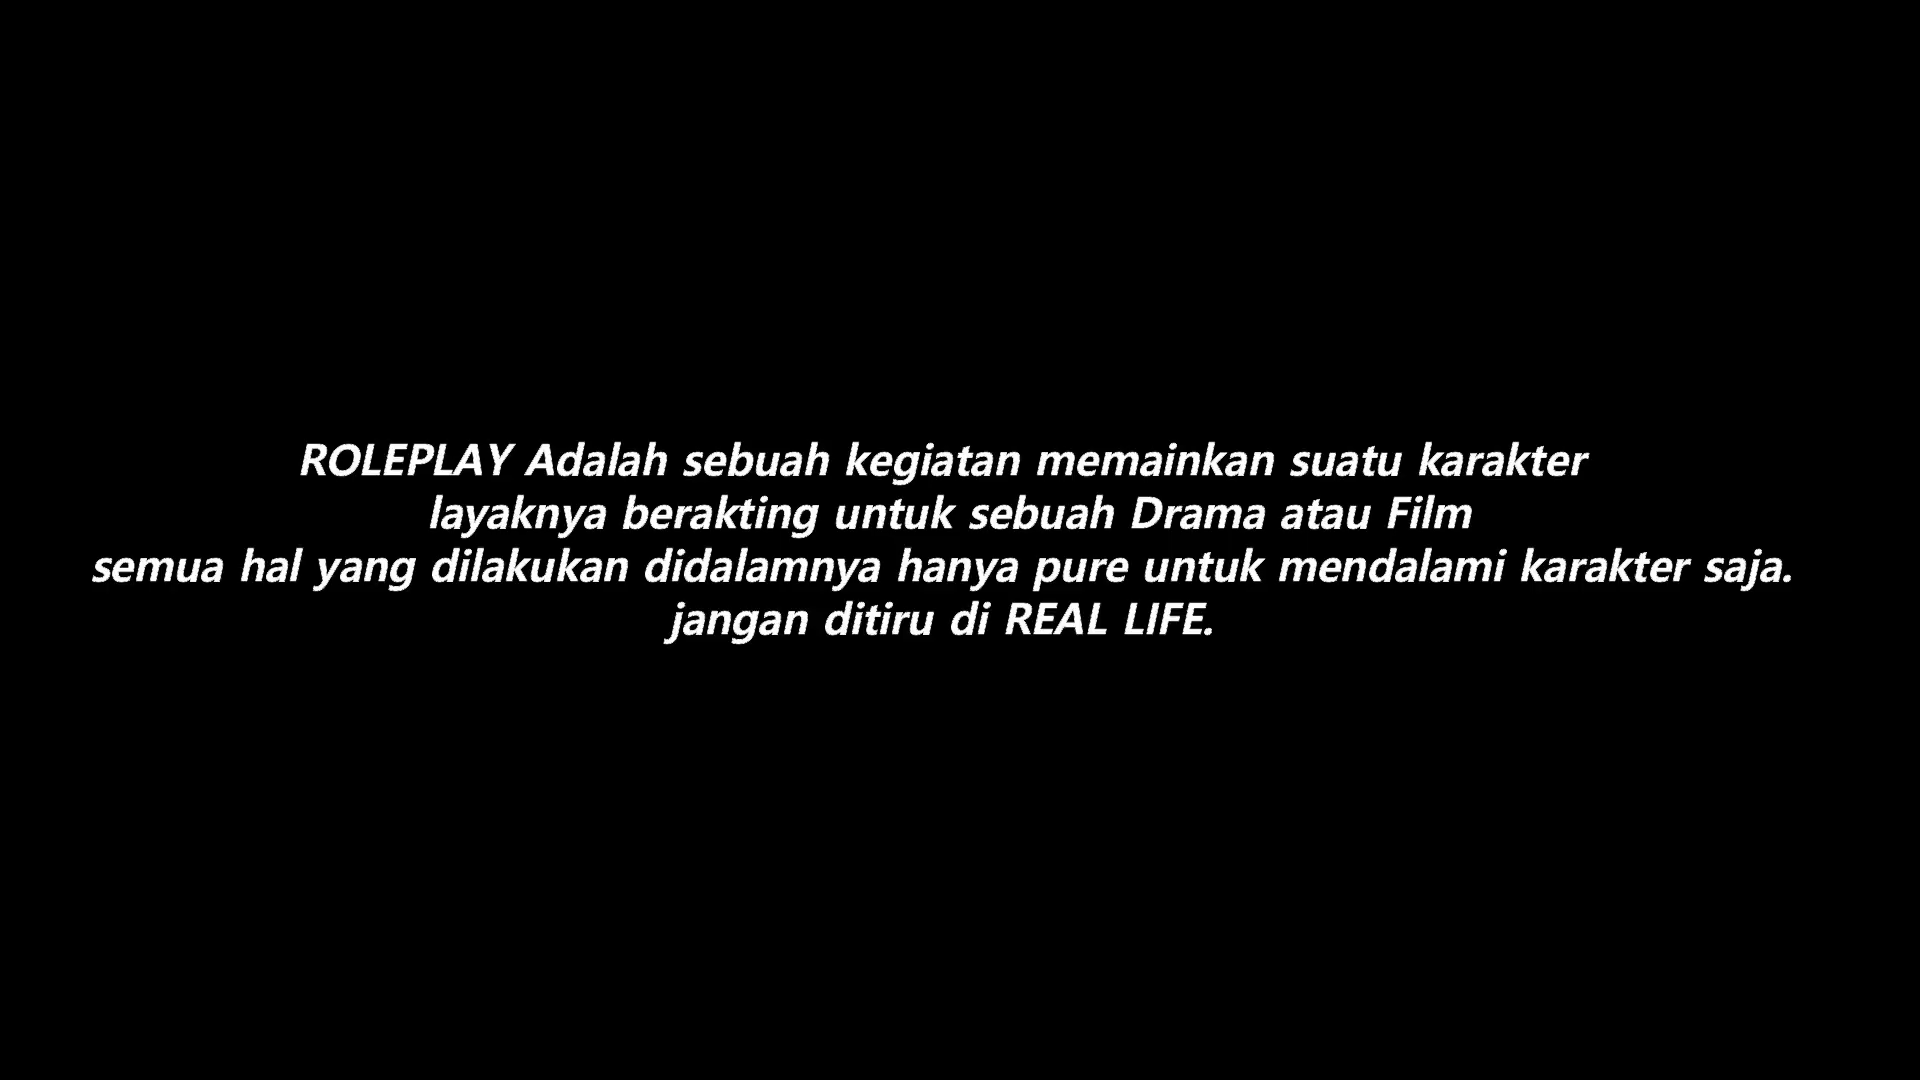 ROLEPLAY Adalah sebuah kegiatan memainkan suatu karakter
layaknya berakting untuk sebuah Drama atau Film
semua hal yang dilakukan didalamnya hanya pure untuk mendalami karakter saja.
jangan ditiru di REAL LIFE.